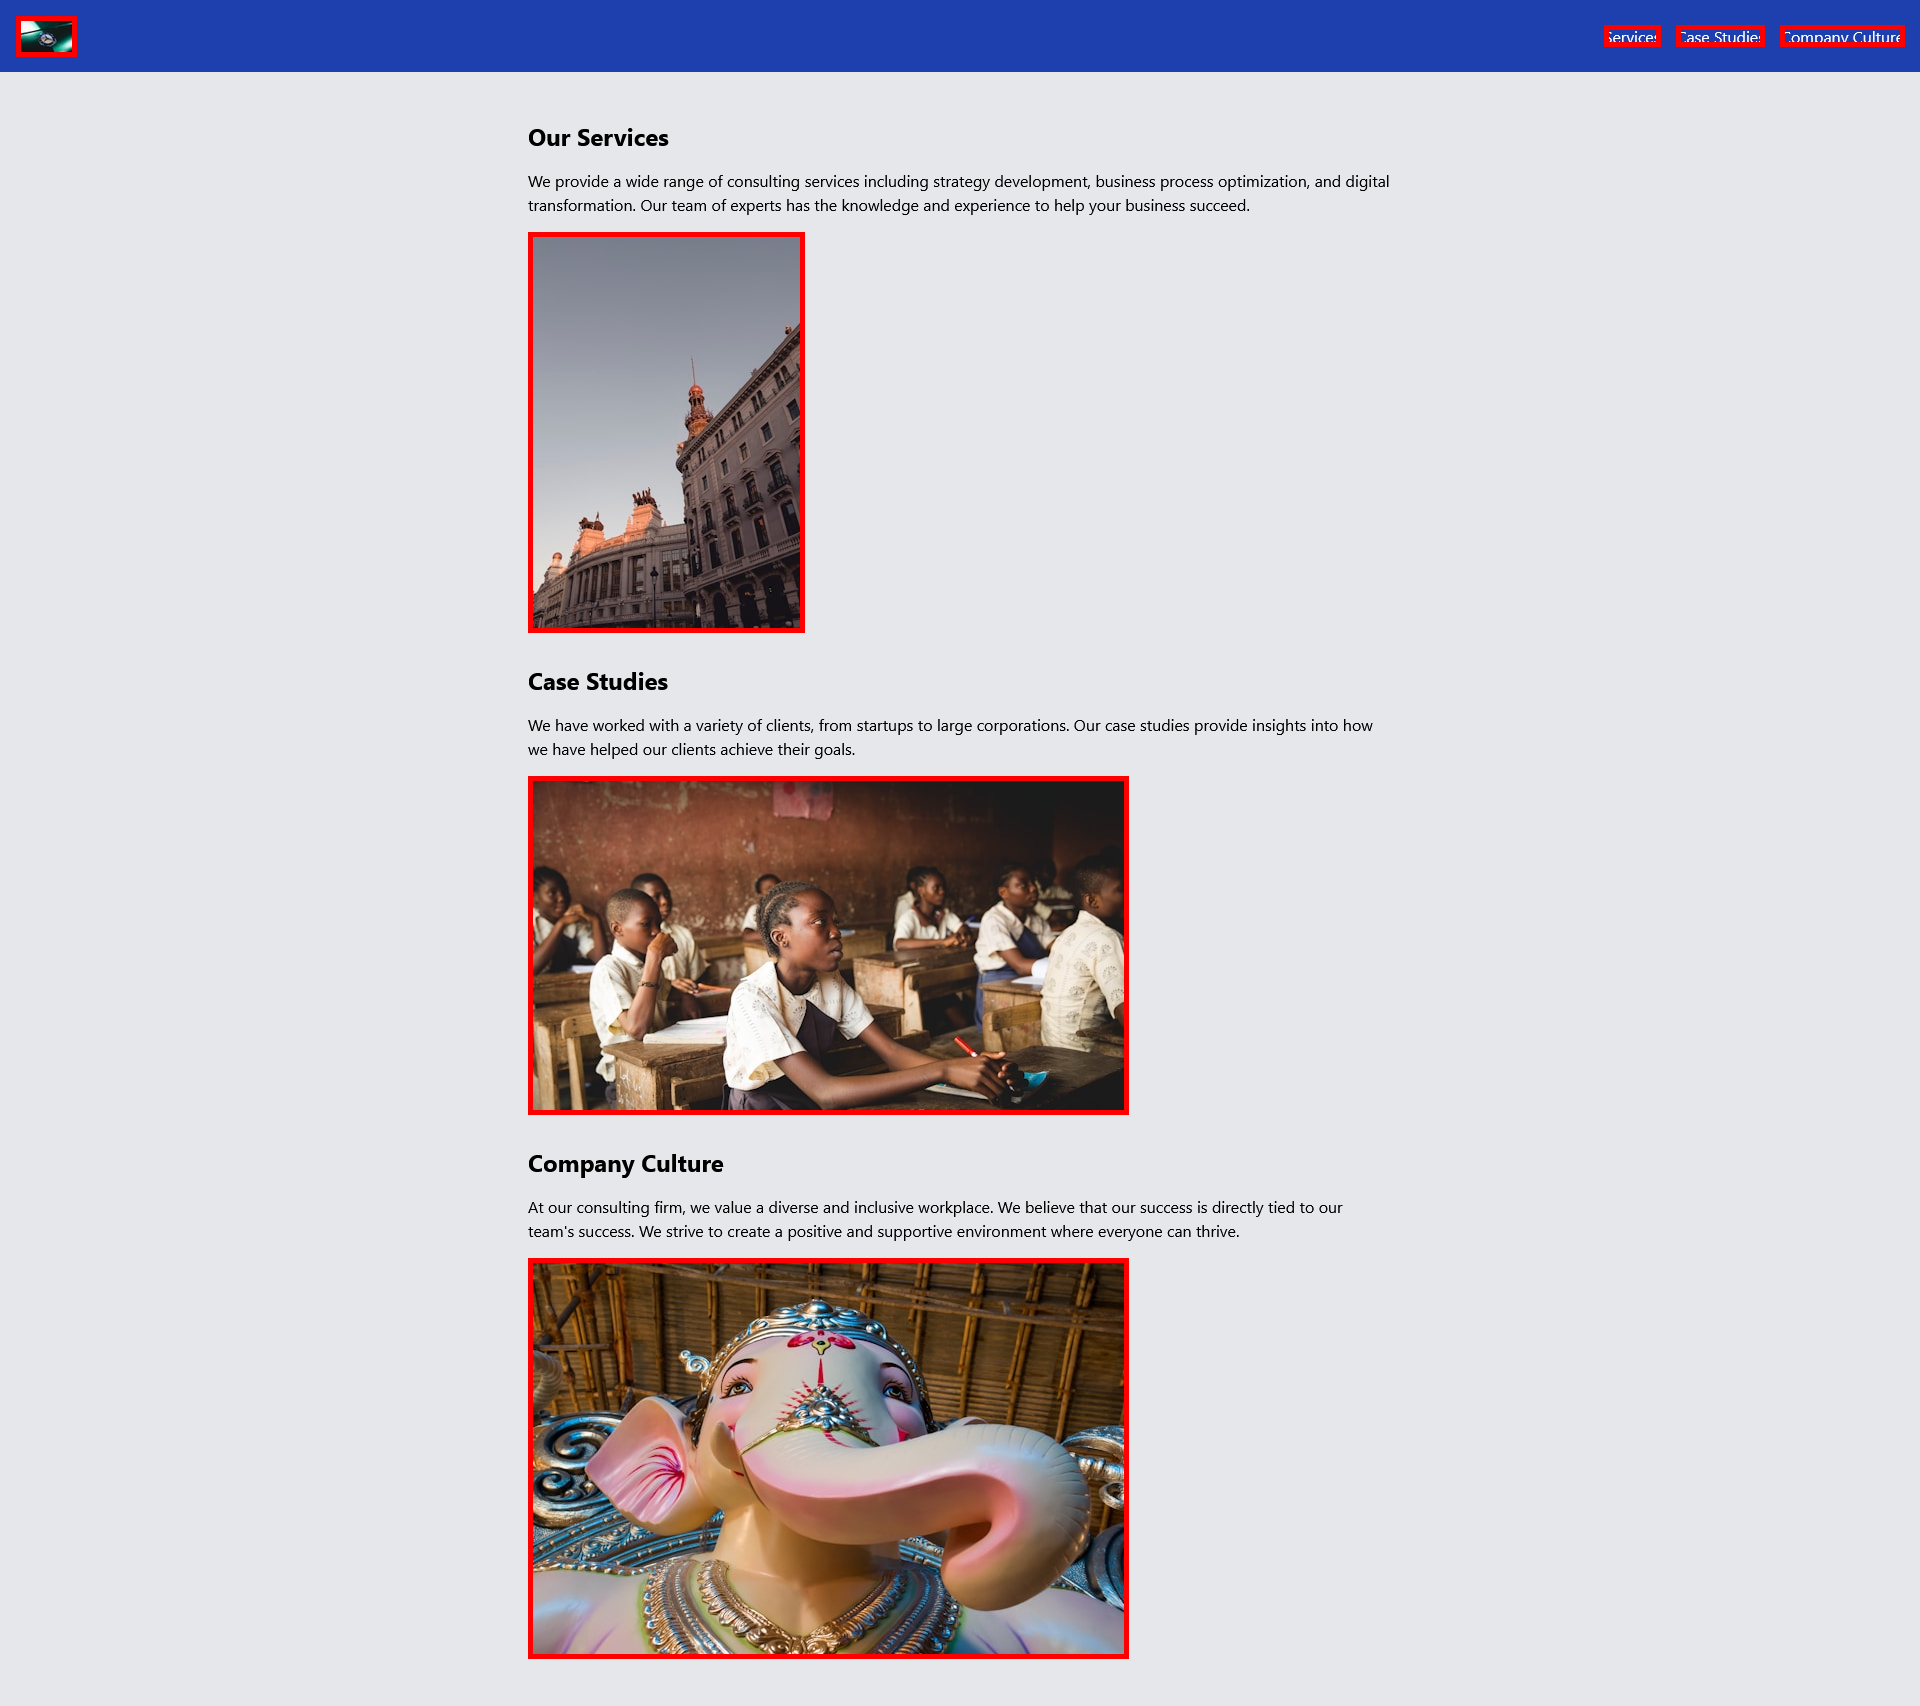 Services Case Studies Company Culture
Our Services
We provide a wide range of consulting services including strategy development, business process optimization, and digital
transformation. Our team of experts has the knowledge and experience to help your business succeed.
Case Studies
We have worked with a variety of clients, from startups to large corporations. Our case studies provide insights into how
we have helped our clients achieve their goals.
Company Culture
At our consulting firm, we value a diverse and inclusive workplace. We believe that our success is directly tied to our
team's success. We strive to create a positive and supportive environment where everyone can thrive.